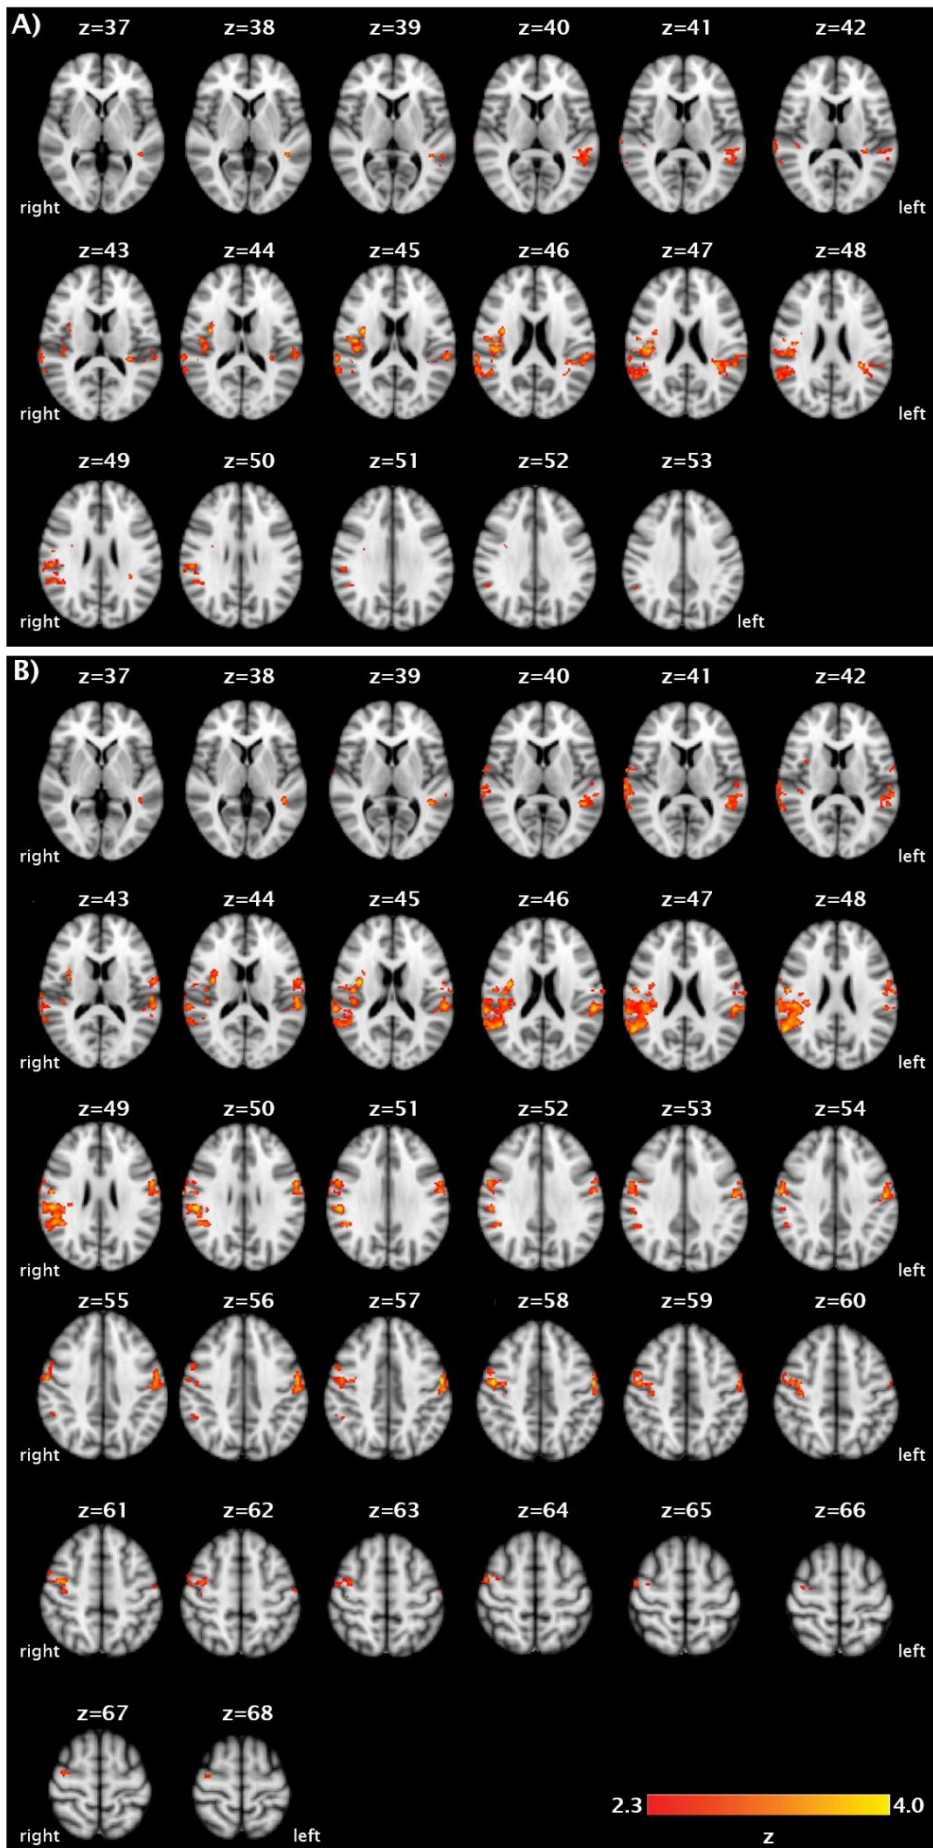 A)
z=37 z=38 z=39 z=40 z=41 z=42
right left
z=43 z=44 z=45 z=46 z=47 z=48
right left
z=49 z=50 z=51 z=52 z=53
right left
B)
z=37 z=38 z=39 z=40 z=41 z=42
right left
z=43 z=44 z=45 z=46 z=47 z=48
right left
z=49 z=50 z=51 z=52 z=53 z=54
right left
z=55 z=56 z=57 z=58 z=59 z=60
right left
z=61 z=62 z=63 z=64 z=65 z=66
right left
z=67 z=68
2.3 4.0
z
right left